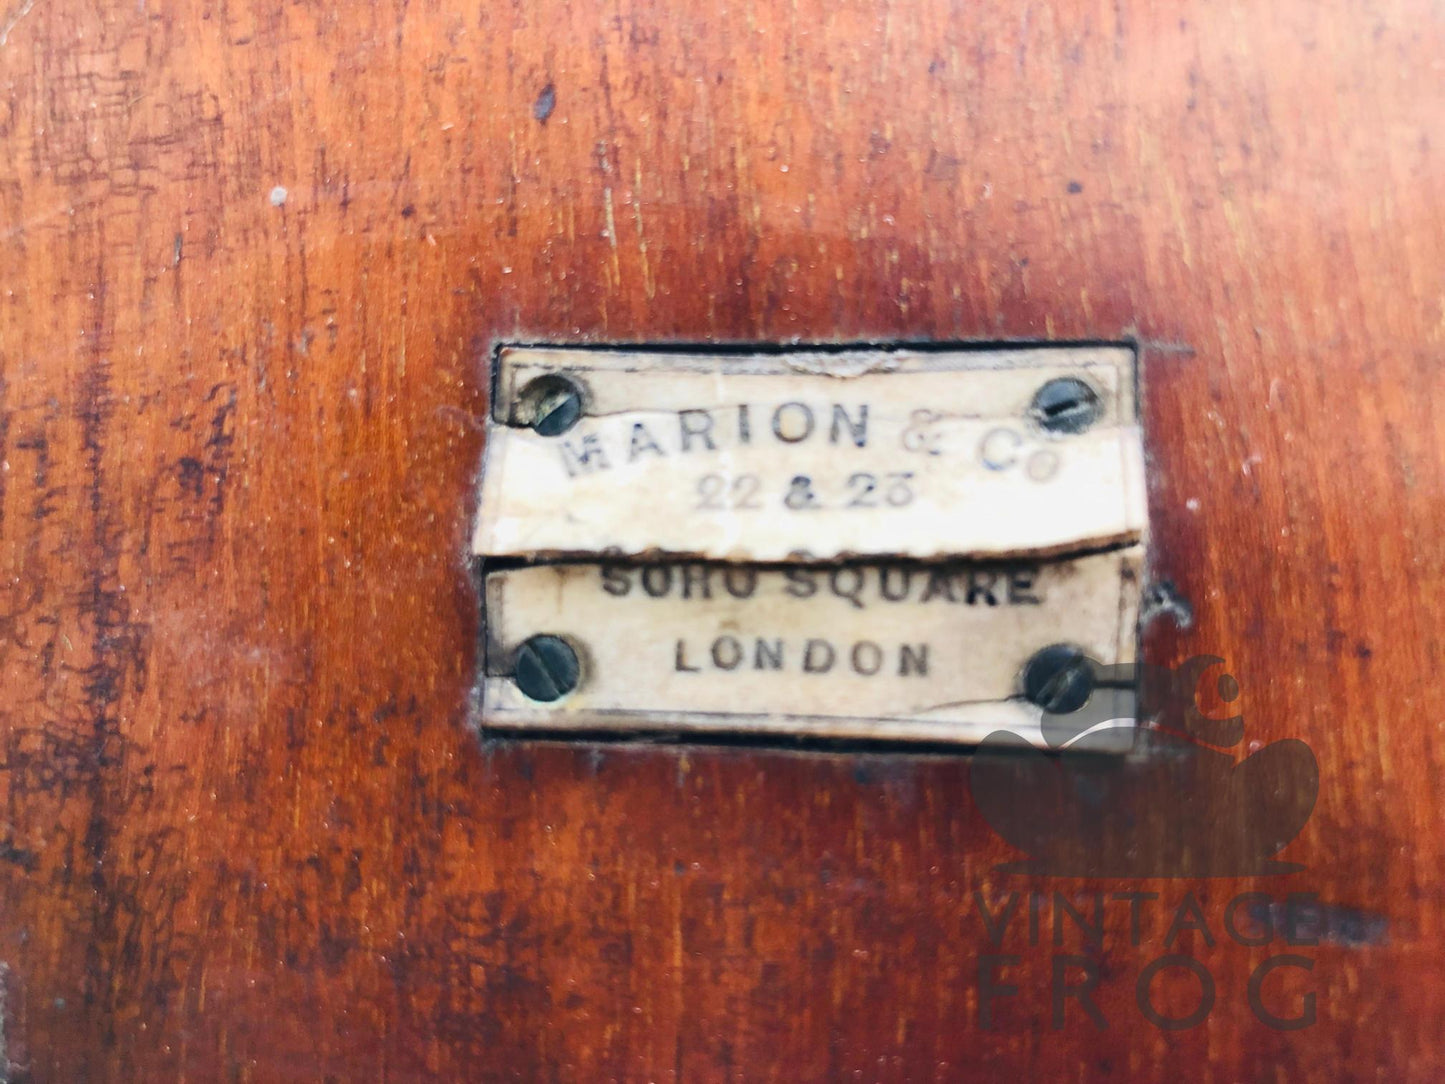 MARION & Co
22 & 23
SOHO SQUARE
LONDON
VINTAGE
FROG